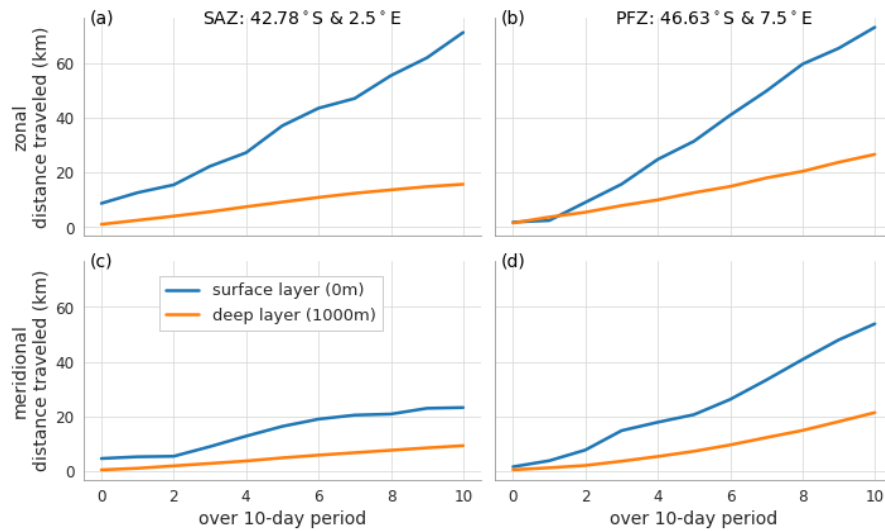 (a) SAZ: 42.78°S & 2.5°E
(b) PFZ: 46.63°S & 7.5°E
zonal
distance traveled (km)
60
40
20
0
(c)
(d)
meridional
distance traveled (km)
60
40
20
0
surface layer (0m)
deep layer (1000m)
0 2 4 6 8 10
0 2 4 6 8 10
over 10-day period
over 10-day period